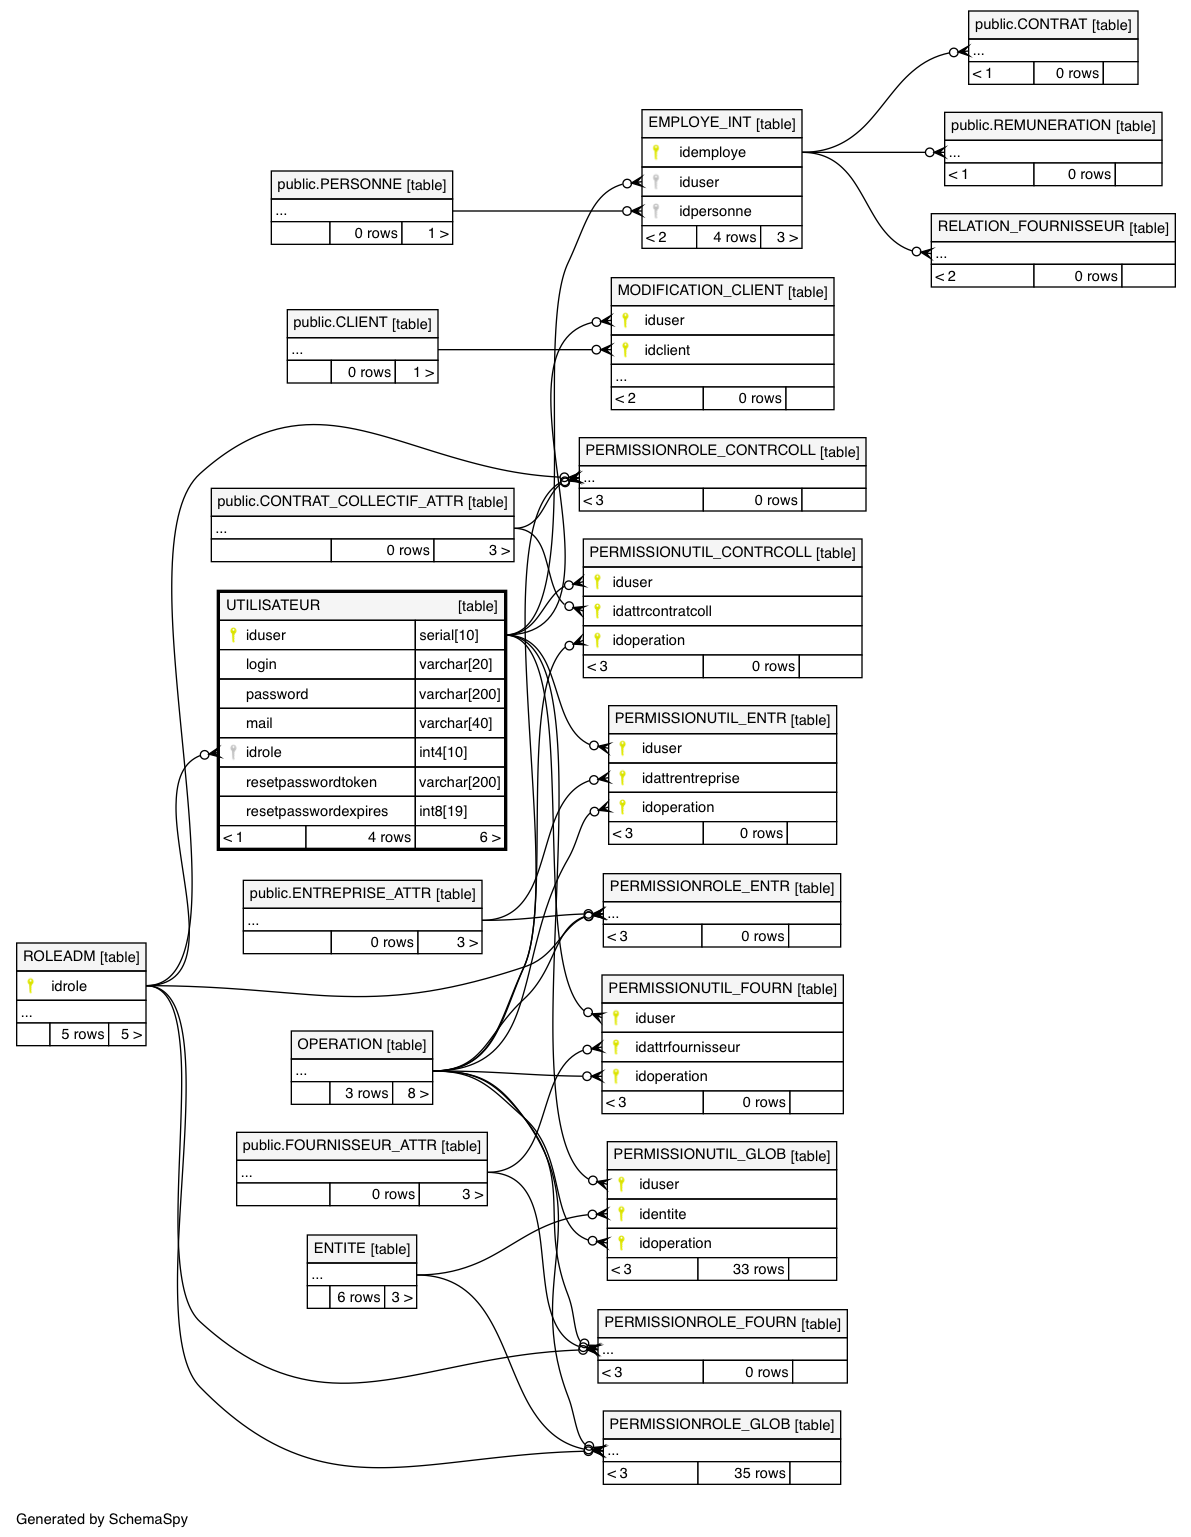 public.CONTRAT [table]
...
< 1 0 rows
EMPLOYE_INT [table]
idemploye
iduser
idpersonne
< 2 4 rows 3 >
public.REMUNERATION [table]
...
< 1 0 rows
public.PERSONNE [table]
...
0 rows 1 >
RELATION_FOURNISSEUR [table]
...
< 2 0 rows
MODIFICATION_CLIENT [table]
iduser
idclient
...
< 2 0 rows
public.CLIENT [table]
...
0 rows 1 >
PERMISSIONROLE_CONTRCOLL [table]
...
< 3 0 rows
public.CONTRAT_COLLECTIF_ATTR [table]
...
0 rows 3 >
PERMISSIONUTIL_CONTRCOLL [table]
iduser
idattrcontratcoll
idoperation
< 3 0 rows
UTILISATEUR [table]
iduser serial[10]
login varchar[20]
password varchar[200]
mail varchar[40]
idrole int4[10]
resetpasswordtoken varchar[200]
resetpasswordexpires int8[19]
< 1 4 rows 6 >
PERMISSIONUTIL_ENTR [table]
iduser
idattrentreprise
idoperation
< 3 0 rows
public.ENTREPRISE_ATTR [table]
...
0 rows 3 >
PERMISSIONROLE_ENTR [table]
...
< 3 0 rows
ROLEADM [table]
idrole
...
5 rows 5 >
PERMISSIONUTIL_FOURN [table]
iduser
idattrfournisseur
idoperation
< 3 0 rows
OPERATION [table]
...
3 rows 8 >
public.FOURNISSEUR_ATTR [table]
...
0 rows 3 >
PERMISSIONUTIL_GLOB [table]
iduser
identite
idoperation
< 3 33 rows
ENTITE [table]
...
6 rows 3 >
PERMISSIONROLE_FOURN [table]
...
< 3 0 rows
PERMISSIONROLE_GLOB [table]
...
< 3 35 rows
Generated by SchemaSpy